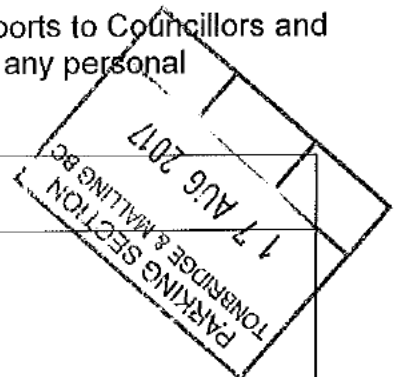 ports to Councillors and
any personal
PARKING SECTION
TONBRIDGE & MALLING BC
17 AUG 2017